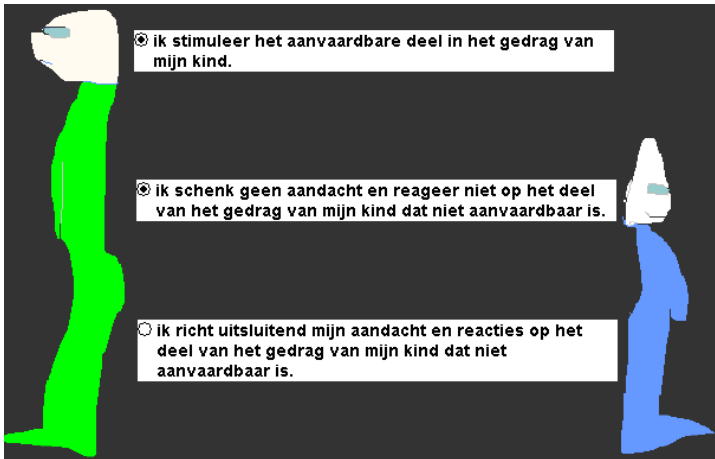 ik stimuleer het aanvaardbare deel in het gedrag van
mijn kind.
ik schenk geen aandacht en reageer niet op het deel
van het gedrag van mijn kind dat niet aanvaardbaar is.
ik richt uitsluitend mijn aandacht en reacties op het
deel van het gedrag van mijn kind dat niet
aanvaardbaar is.